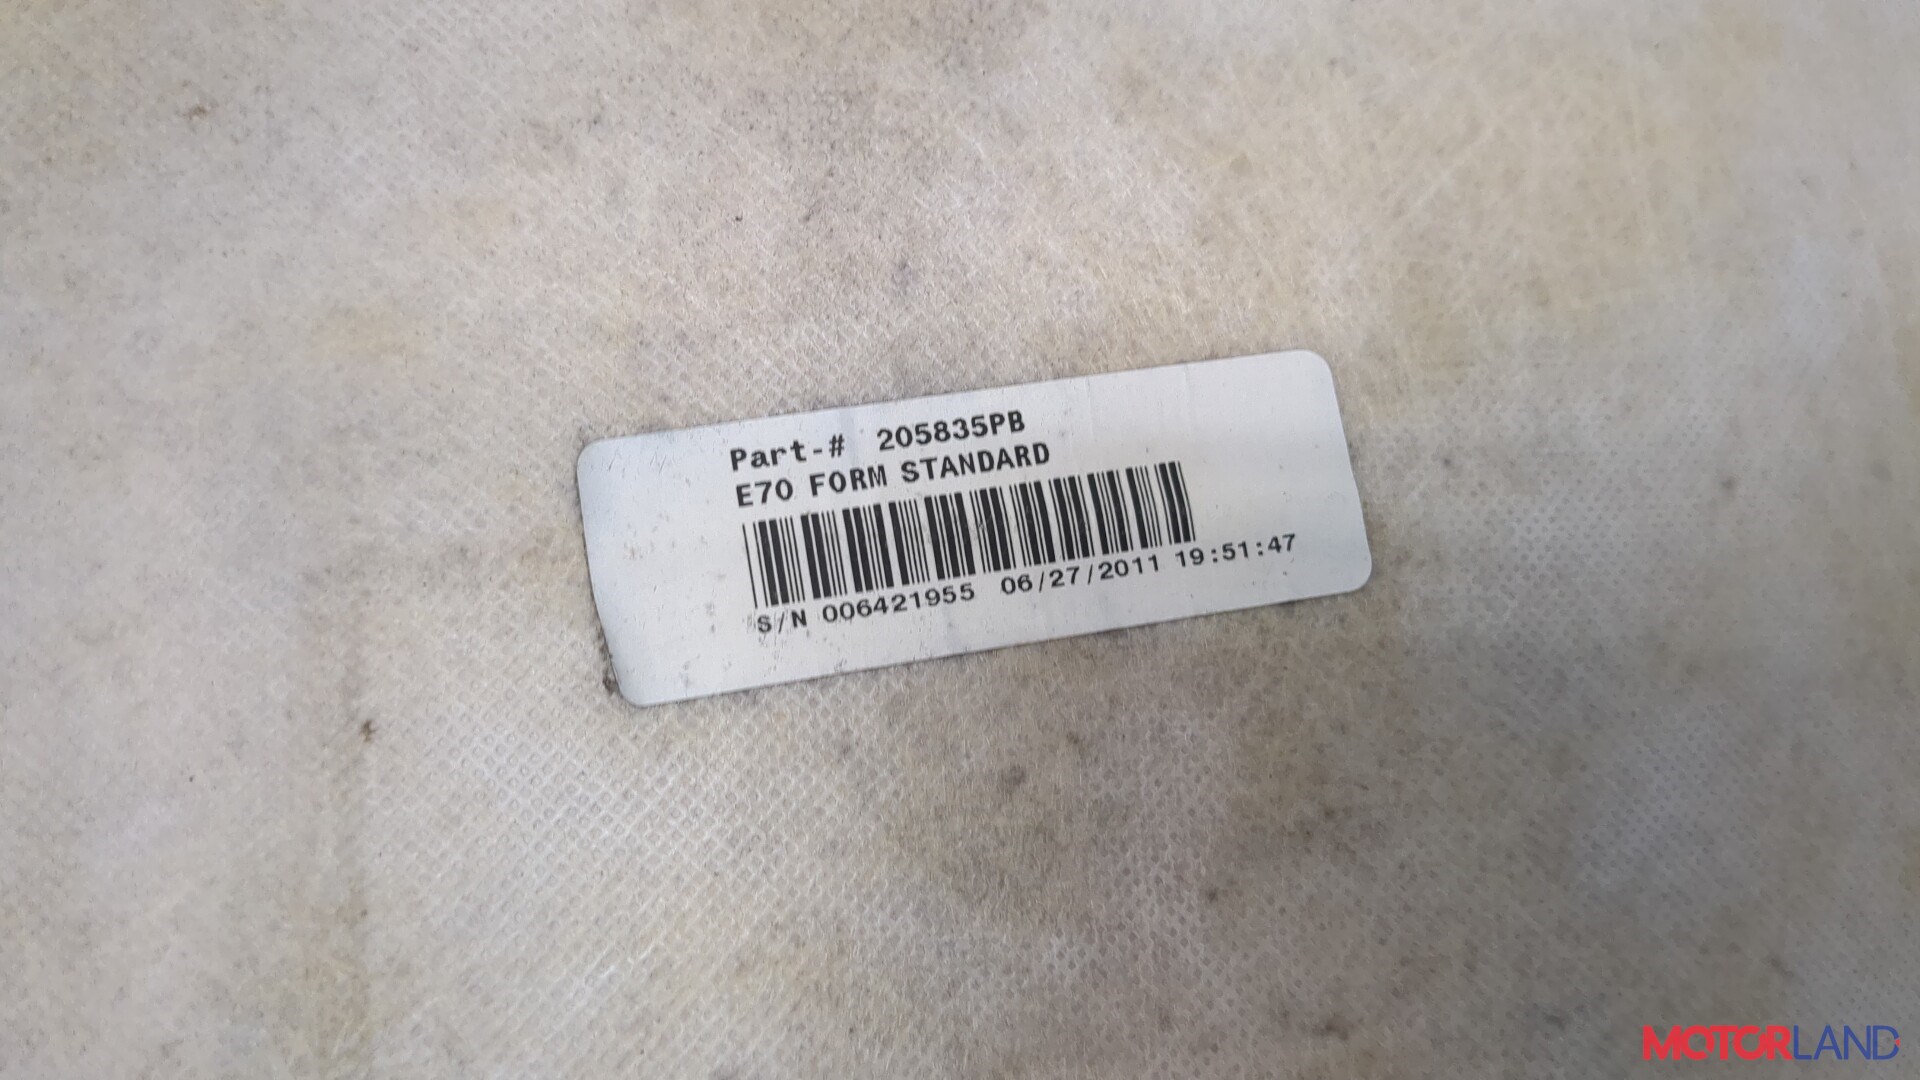 Part-# 205835PB
E70 FORM STANDARD
S/N 006421955 06/27/2011 19:51:47
MOTORLAND